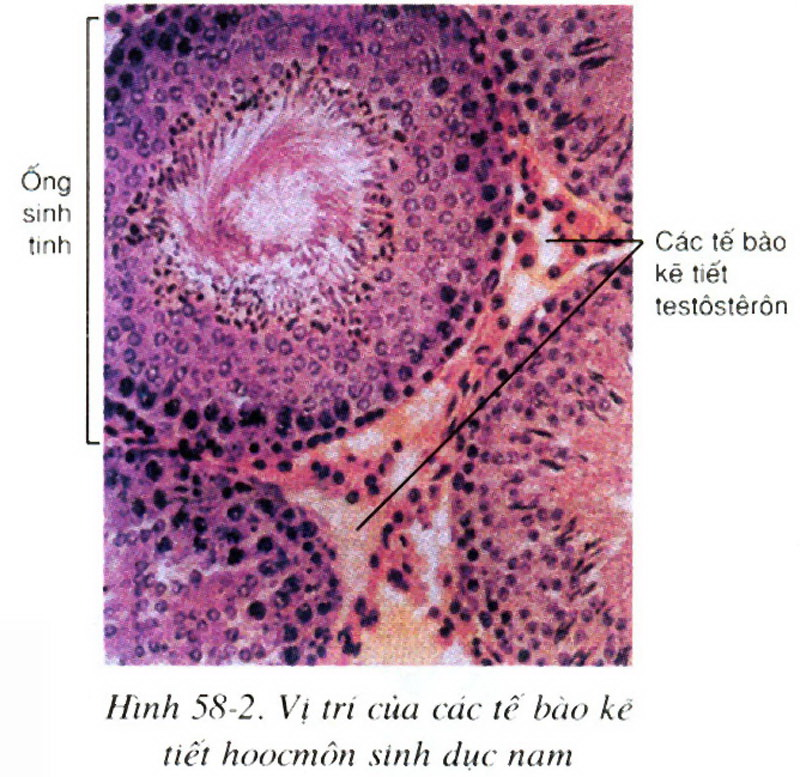 Ống
sinh
tinh
Các tế bào
kẽ tiết
testôstêrôn
Hình 58-2. Vị trí của các tế bào kẽ
tiết hoocmôn sinh dục nam